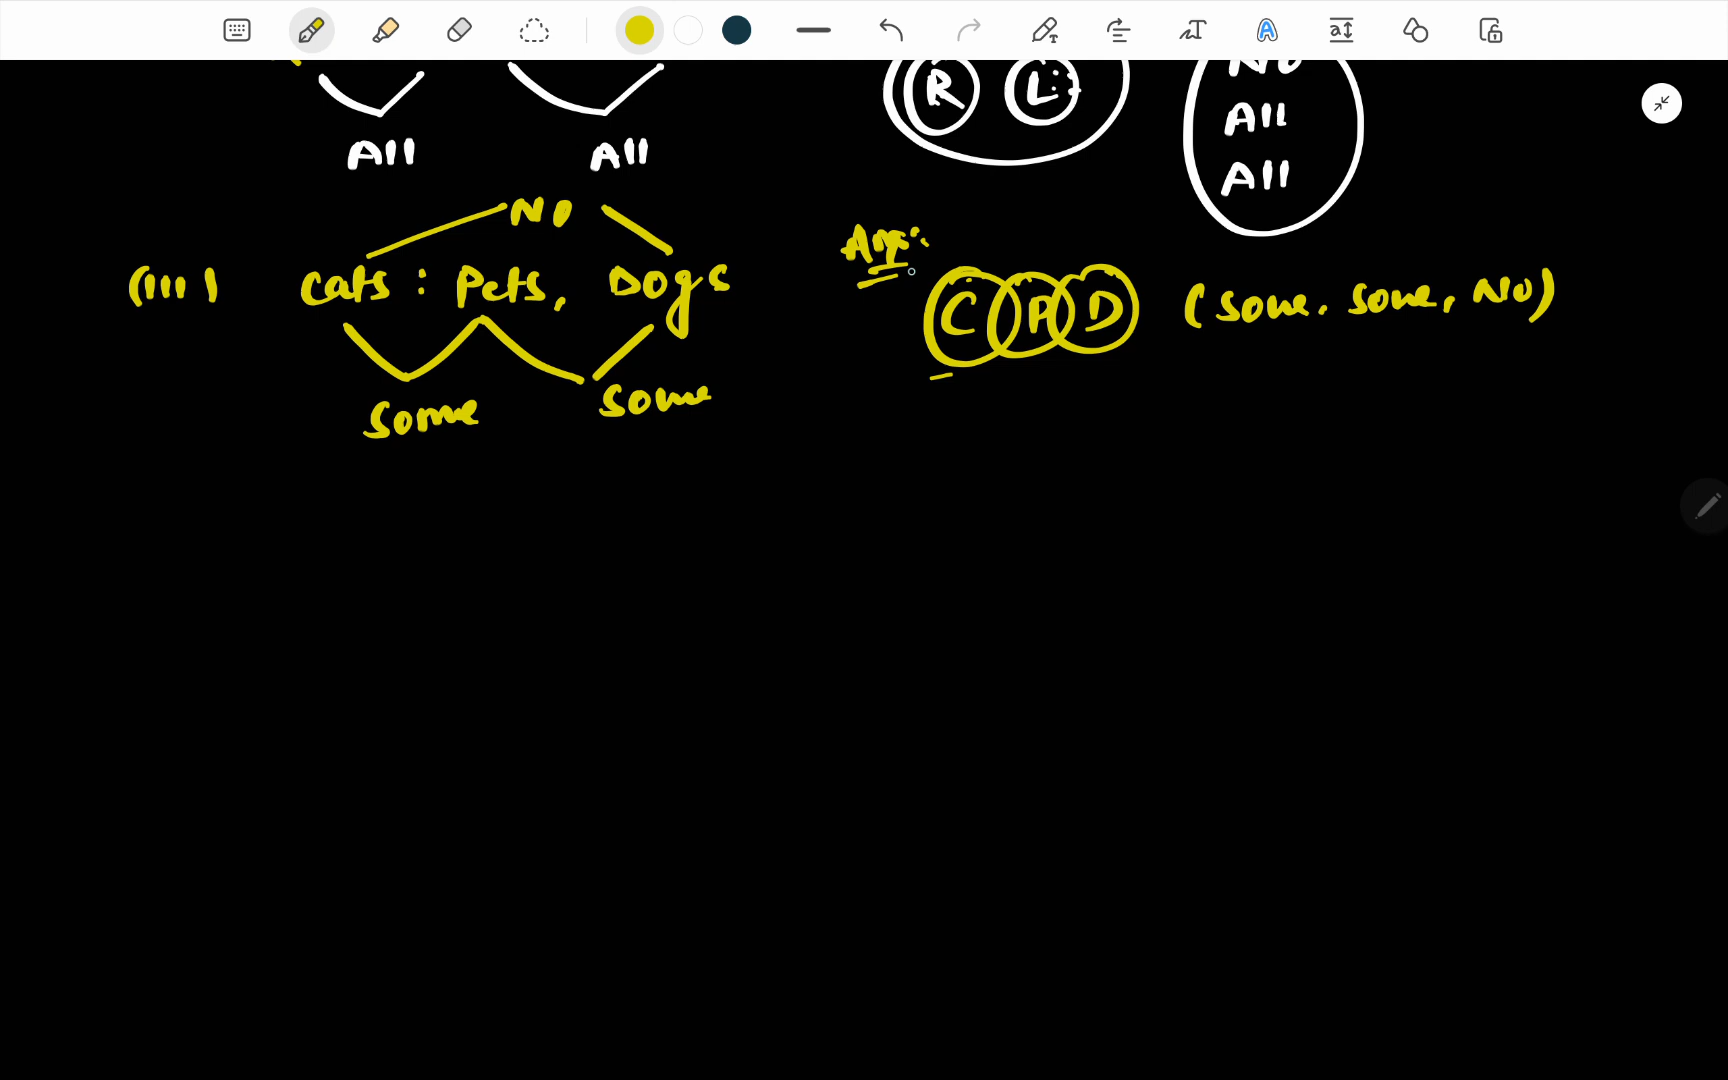 R L No
All All All
All
NO
Ans:
(III) Cats : Pets, Dogs
C P D (Some, Some, No)
Some Some